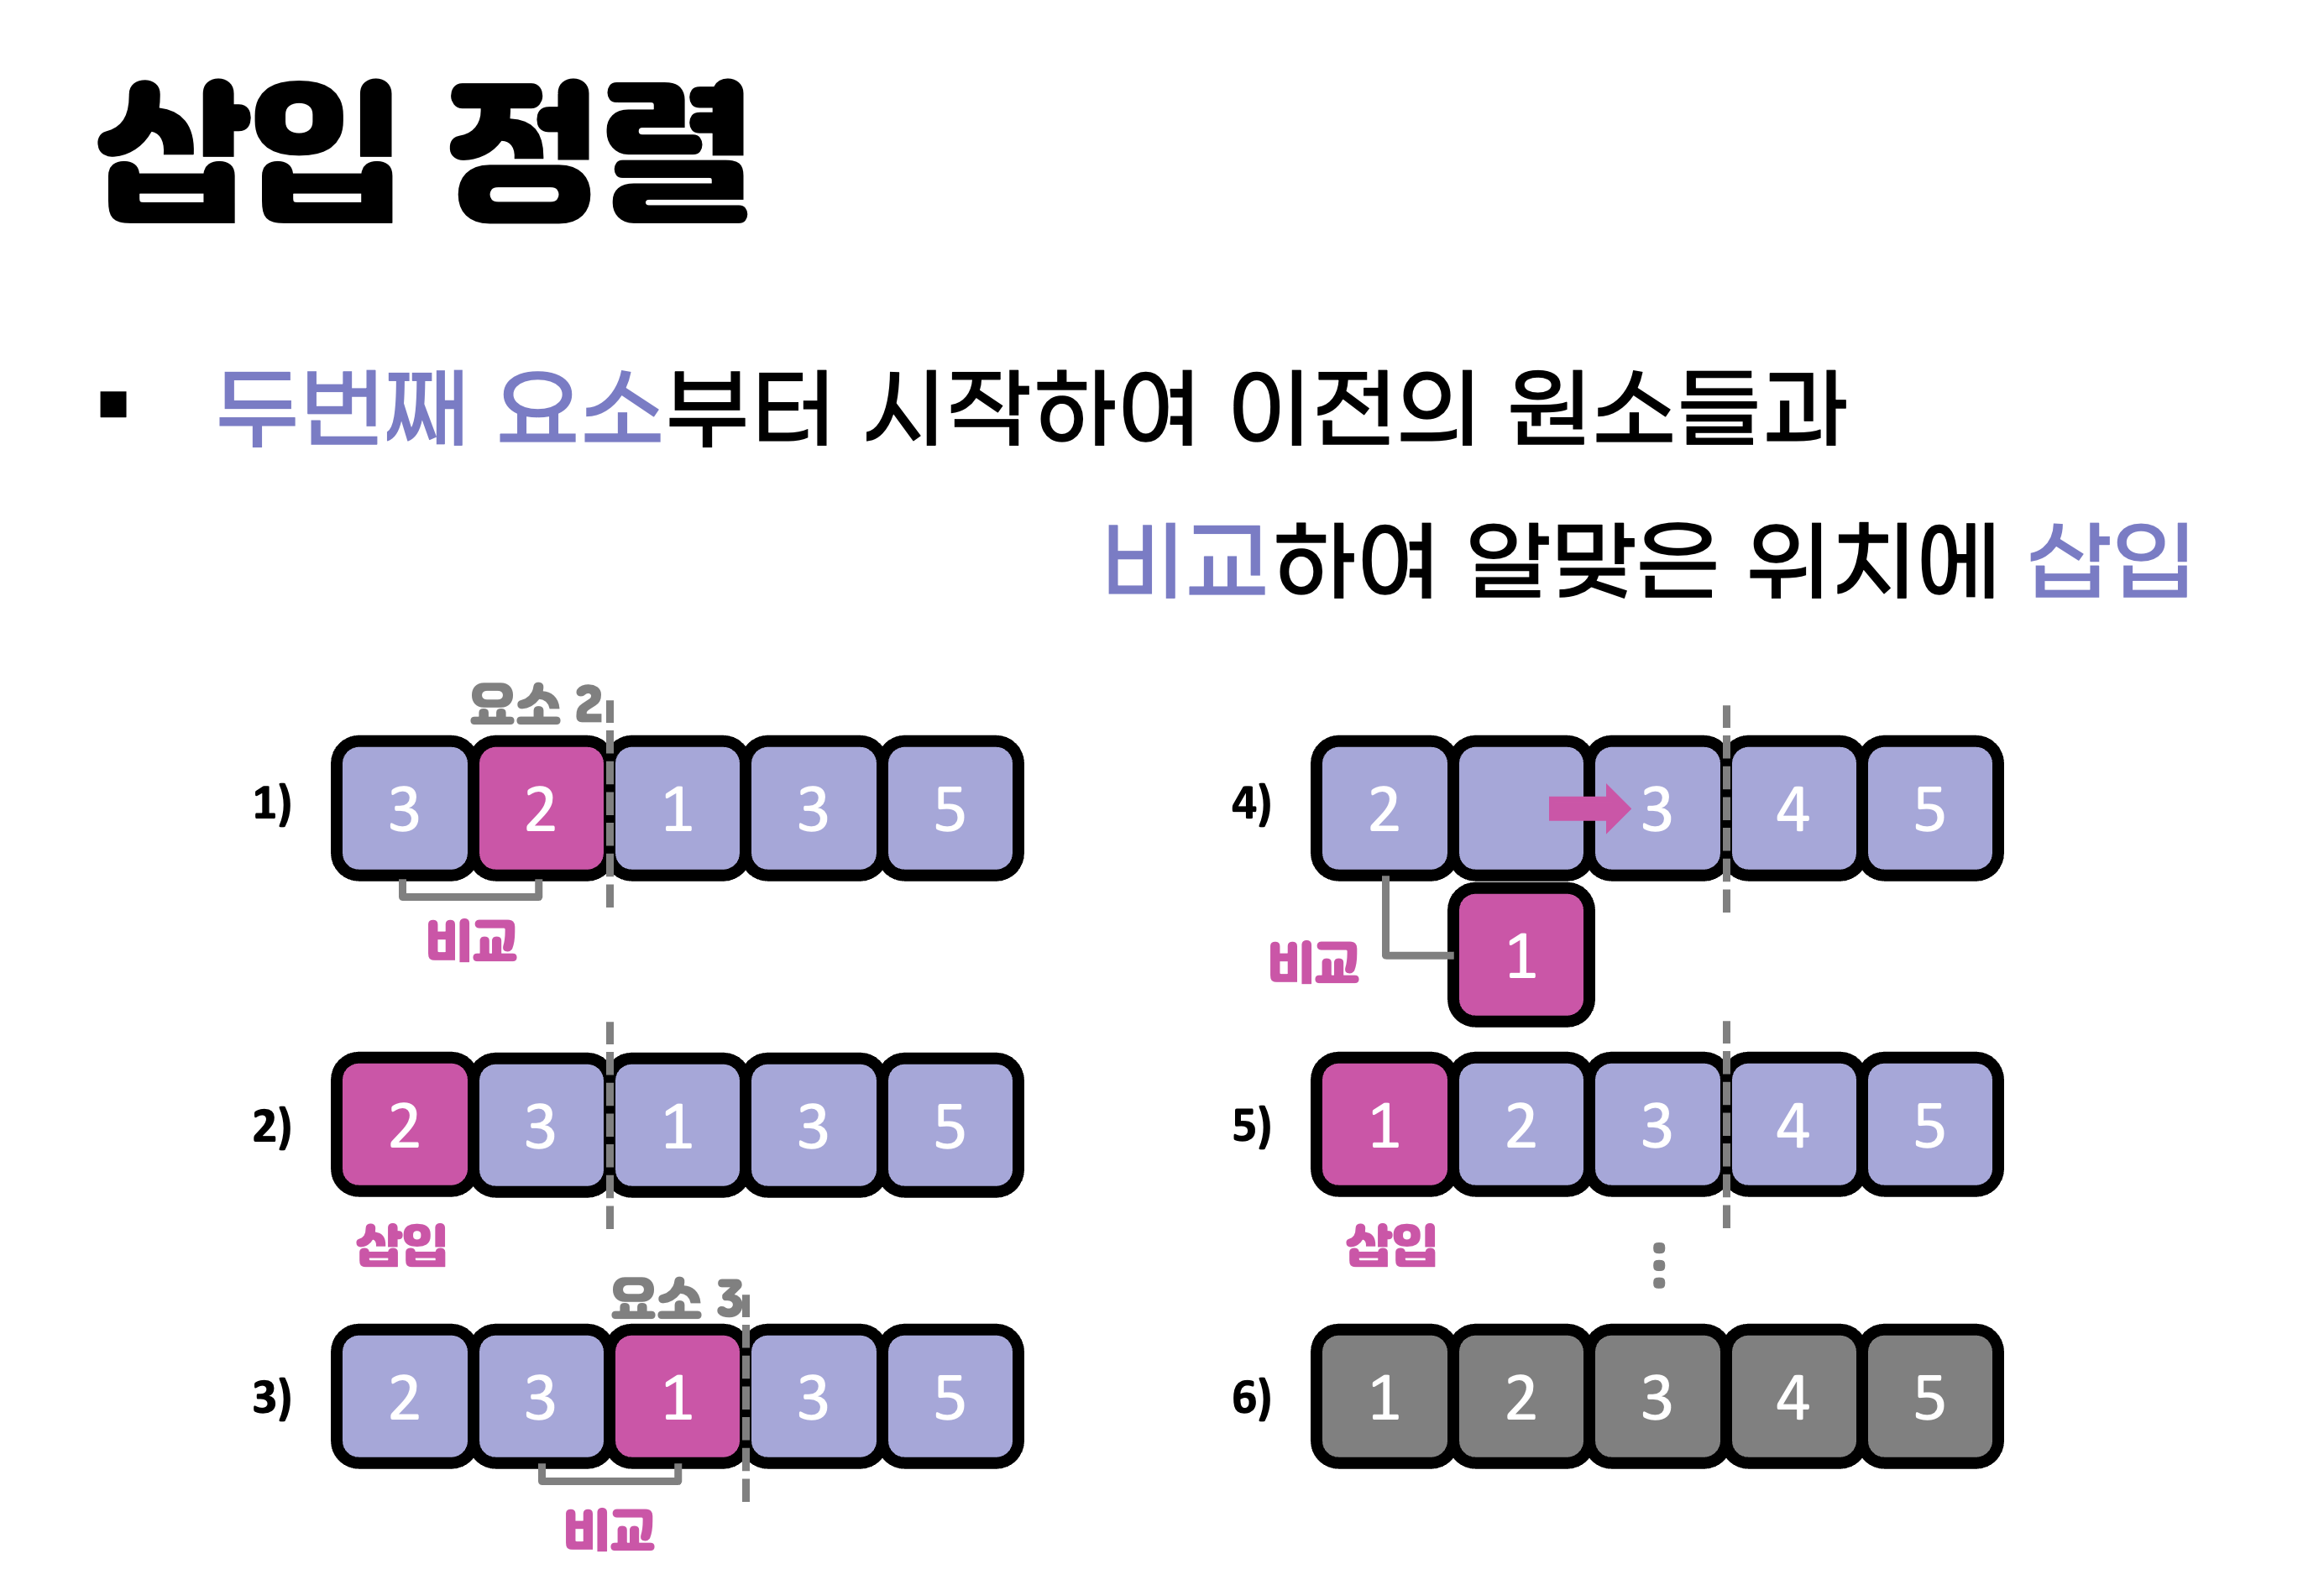 삽입 정렬
▪ 두번째 요소부터 시작하여 이전의 원소들과
비교하여 알맞은 위치에 삽입
요소 2
1) 3 2 1 3 5
비교
2) 2 3 1 3 5
삽입
요소 3
3) 2 3 1 3 5
비교
4) 2 3 4 5
비교 1
5) 1 2 3 4 5
삽입
6) 1 2 3 4 5